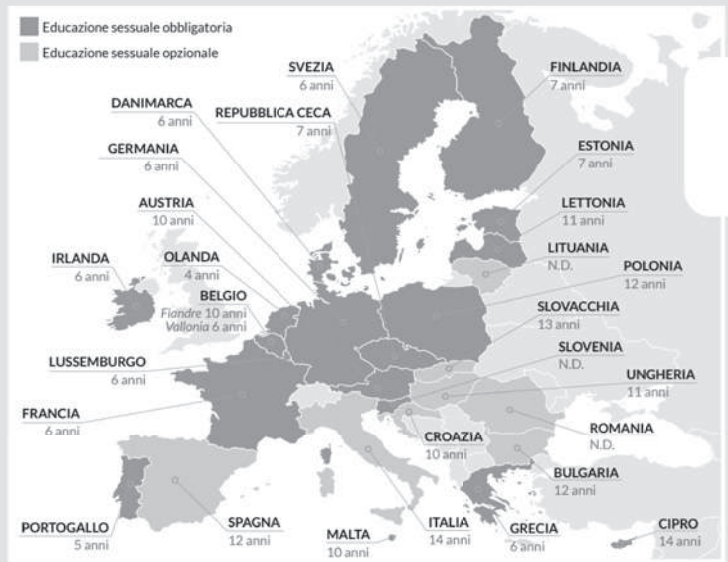 Educazione sessuale obbligatoria
Educazione sessuale opzionale
SVEZIA
6 anni
FINLANDIA
7 anni
DANIMARCA
6 anni
REPUBBLICA CECA
7 anni
GERMANIA
6 anni
ESTONIA
7 anni
AUSTRIA
10 anni
LETTONIA
11 anni
IRLANDA
6 anni
OLANDA
4 anni
LITUANIA
N.D.
POLONIA
12 anni
BELGIO
Fiandre 10 anni
Vallonia 6 anni
SLOVACCHIA
13 anni
SLOVENIA
N.D.
LUSSEMBURGO
6 anni
UNGHERIA
11 anni
FRANCIA
6 anni
ROMANIA
N.D.
CROAZIA
10 anni
BULGARIA
12 anni
PORTOGALLO
5 anni
SPAGNA
12 anni
MALTA
10 anni
ITALIA
14 anni
GRECIA
6 anni
CIPRO
14 anni